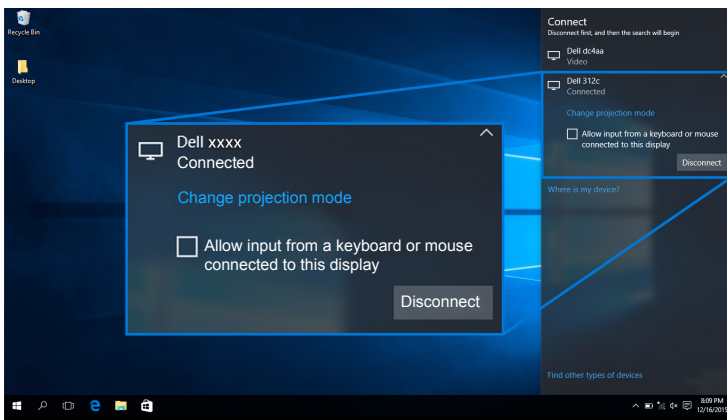 Recycle Bin
Desktop
Dell xxxx
Connected
Change projection mode
Allow input from a keyboard or mouse
connected to this display
Disconnect
Connect
Disconnect first, and then the search will begin
Dell dc4aa
Video
Dell 312c
Connected
Change projection mode
Allow input from a keyboard or mouse
connected to this display
Disconnect
Where is my device?
Find other types of devices
8:09 PM